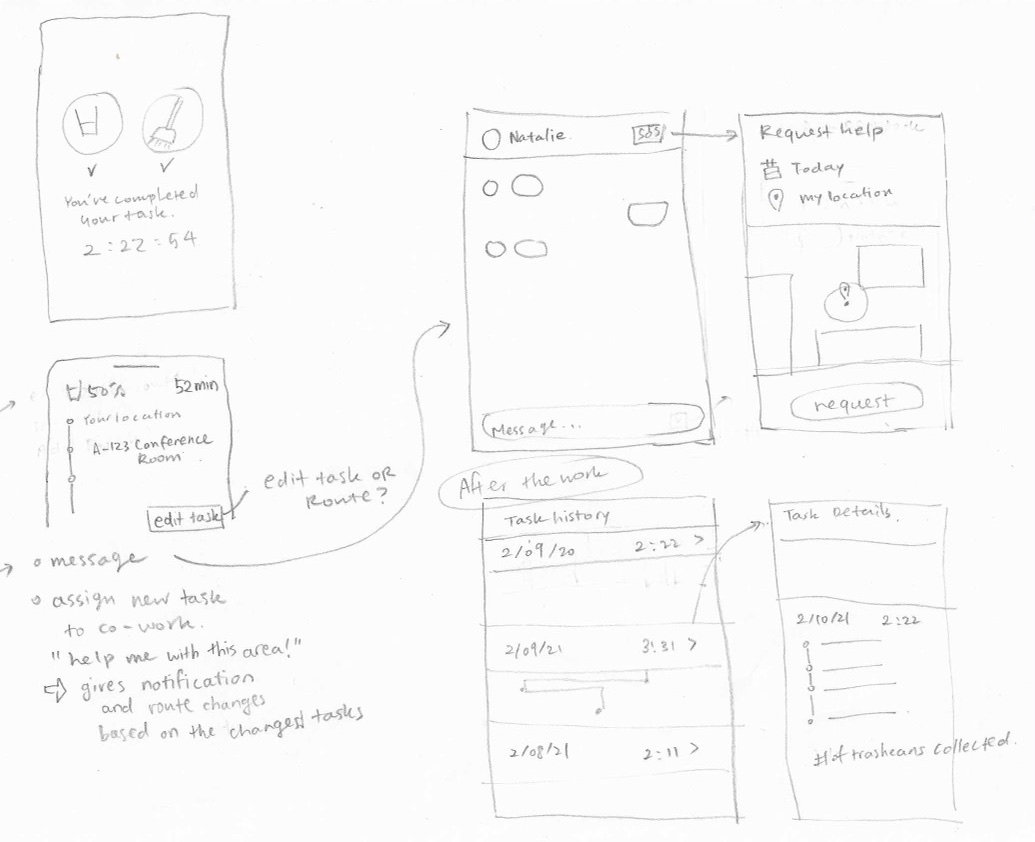 You've completed
your task.
2:22:54
50%
52min
Your location
A-123 Conference
Room
edit task
edit task OR
Route?
message
assign new task
to co-work.
"help me with this area!"
gives notification
and route changes
based on the changest tasks
Natalie
SOS
Message...
Request help
Today
my location
request
After the work
Task history
2/09/20 2:22 >
2/09/21 3:31 >
2/08/21 2:11 >
Task Details.
2/10/21 2:22
# of trashcans collected.